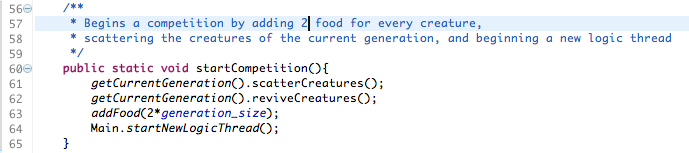 56 /**
57 * Begins a competition by adding 2 food for every creature,
58 * scattering the creatures of the current generation, and beginning a new logic thread
59 */
60 public static void startCompetition(){
61 getCurrentGeneration().scatterCreatures();
62 getCurrentGeneration().reviveCreatures();
63 addFood(2*generation_size);
64 Main.startNewLogicThread();
65 }